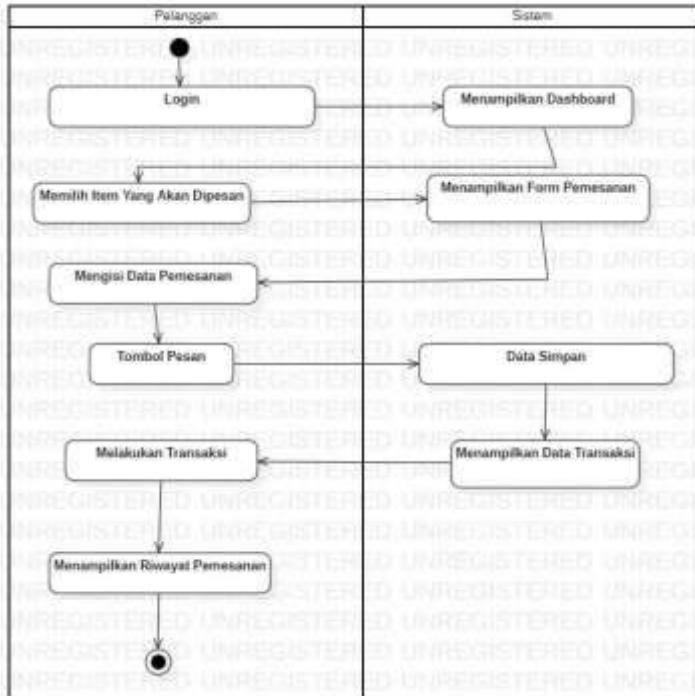 Pelanggan
Sistem
Login
Menampilkan Dashboard
Memilih Item Yang Akan Dipesan
Menampilkan Form Pemesanan
Mengisi Data Pemesanan
Tombol Pesan
Data Simpan
Melakukan Transaksi
Menampilkan Data Transaksi
Menampilkan Riwayat Pemesanan
UNREGISTERED